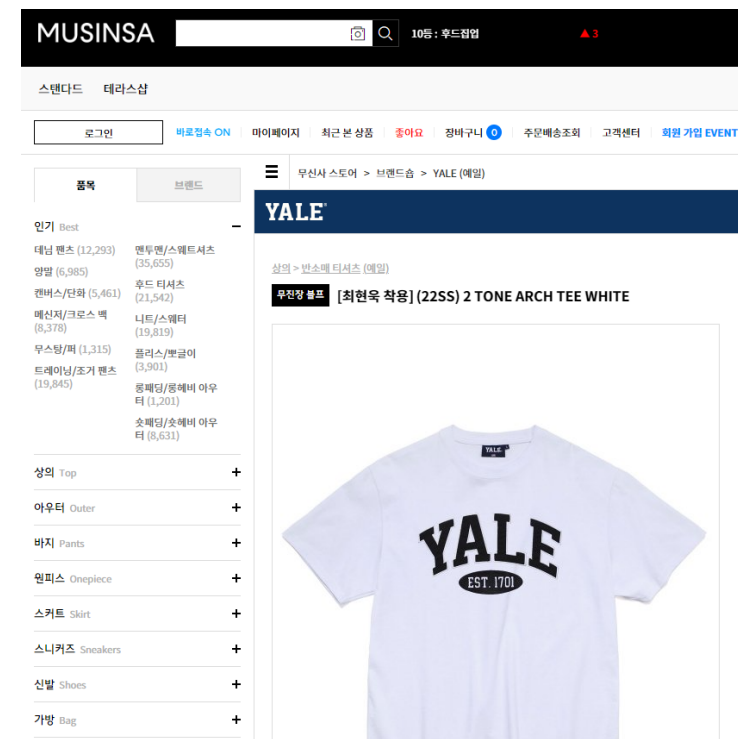 MUSINSA
10등 : 후드집업
▲3
스탠다드 테라스샵
로그인
바로접속 ON 마이페이지 최근 본 상품 좋아요 장바구니 0 주문배송조회 고객센터 회원 가입 EVENT
품목 브랜드
인기 Best
데님 팬츠 (12,293)
양말 (6,985)
캔버스/단화 (5,461)
메신저/크로스 백
(8,378)
무스탕/퍼 (1,315)
트레이닝/조거 팬츠
(19,845)
맨투맨/스웨트셔츠
(35,655)
후드 티셔츠
(21,542)
니트/스웨터
(19,819)
플리스/뽀글이
(3,901)
롱패딩/롱헤비 아우
터 (1,201)
숏패딩/숏헤비 아우
터 (8,631)
상의 Top
아우터 Outer
바지 Pants
원피스 Onepiece
스커트 Skirt
스니커즈 Sneakers
신발 Shoes
가방 Bag
무신사 스토어 > 브랜드숍 > YALE (예일)
YALE
상의 > 반소매 티셔츠 (예일)
무진장 블프 [최현욱 착용] (22SS) 2 TONE ARCH TEE WHITE
YALE
YALE
EST. 1701